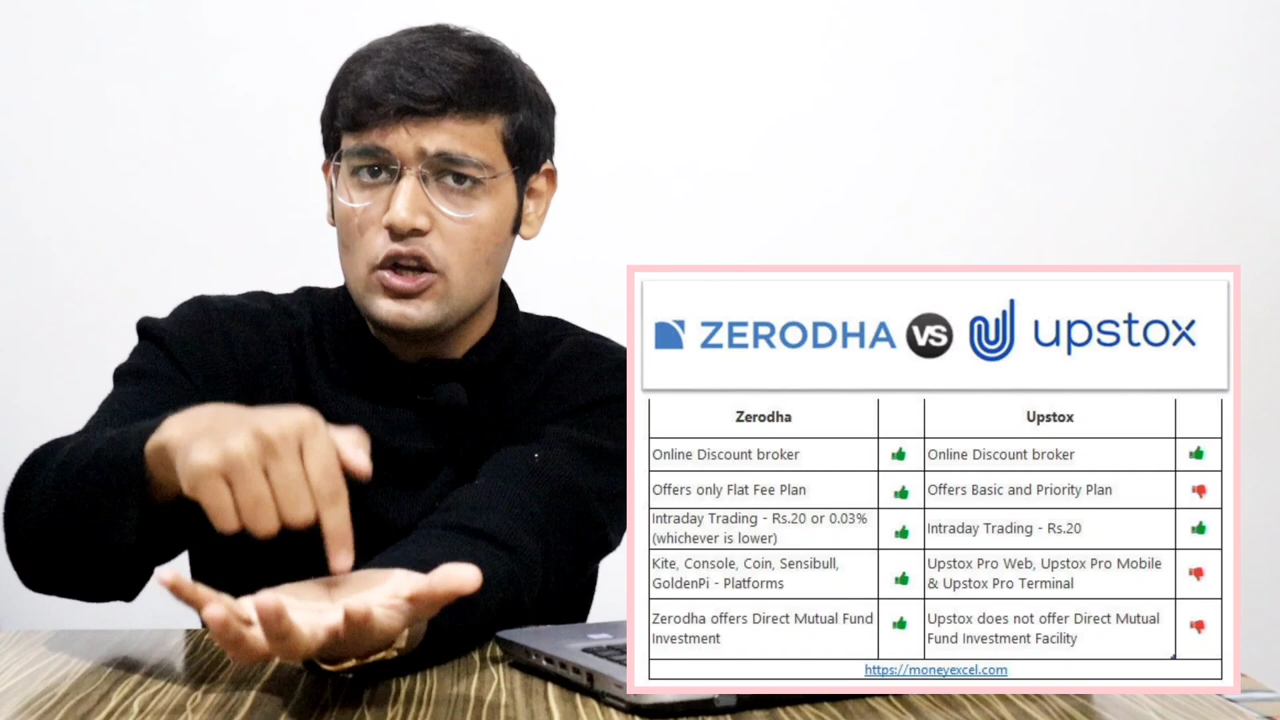 ZERODHA VS upstox
Zerodha Upstox
Online Discount broker Online Discount broker
Offers only Flat Fee Plan Offers Basic and Priority Plan
Intraday Trading - Rs.20 or 0.03%
(whichever is lower)
Intraday Trading - Rs.20
Kite, Console, Coin, Sensibull,
GoldenPi - Platforms
Upstox Pro Web, Upstox Pro Mobile
& Upstox Pro Terminal
Zerodha offers Direct Mutual Fund
Investment
Upstox does not offer Direct Mutual
Fund Investment Facility
https://moneyexcel.com